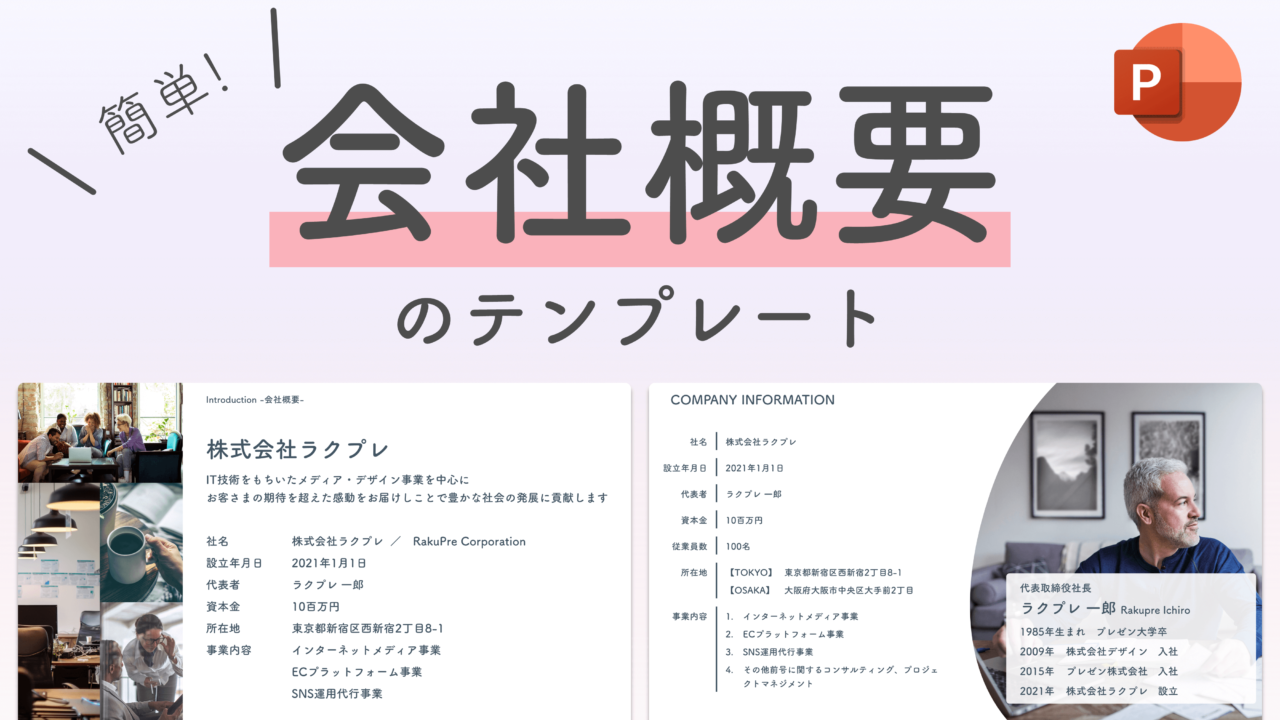 簡単!
会社概要
のテンプレート
P
Introduction -会社概要-
株式会社ラクプレ
IT技術をもちいたメディア・デザイン事業を中心に
お客さまの期待を超えた感動をお届けしことで豊かな社会の発展に貢献します
社名 株式会社ラクプレ ／ RakuPre Corporation
設立年月日 2021年1月1日
代表者 ラクプレ 一郎
資本金 10百万円
所在地 東京都新宿区西新宿2丁目8-1
事業内容 インターネットメディア事業
ECプラットフォーム事業
SNS運用代行事業
COMPANY INFORMATION
社名 株式会社ラクプレ
設立年月日 2021年1月1日
代表者 ラクプレ 一郎
資本金 10百万円
従業員数 100名
所在地 【TOKYO】 東京都新宿区西新宿2丁目8-1
【OSAKA】 大阪府大阪市中央区大手前2丁目
事業内容 1. インターネットメディア事業
2. ECプラットフォーム事業
3. SNS運用代行事業
4. その他前号に関するコンサルティング、プロジェ
クトマネジメント
代表取締役社長
ラクプレ 一郎 Rakupre Ichiro
1985年生まれ プレゼン大学卒
2009年 株式会社デザイン 入社
2015年 プレゼン株式会社 入社
2021年 株式会社ラクプレ 設立